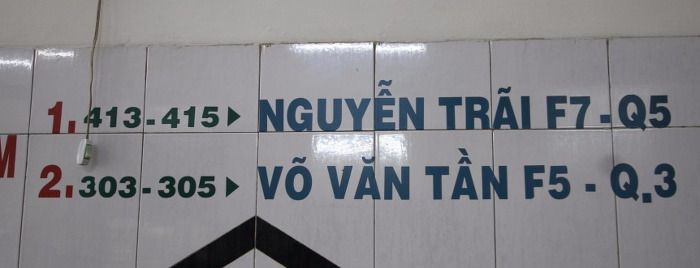 1. 413-415 ▶ NGUYỄN TRÃI F7 - Q5
M
2. 303-305 ▶ VÕ VĂN TẦN F5 - Q.3